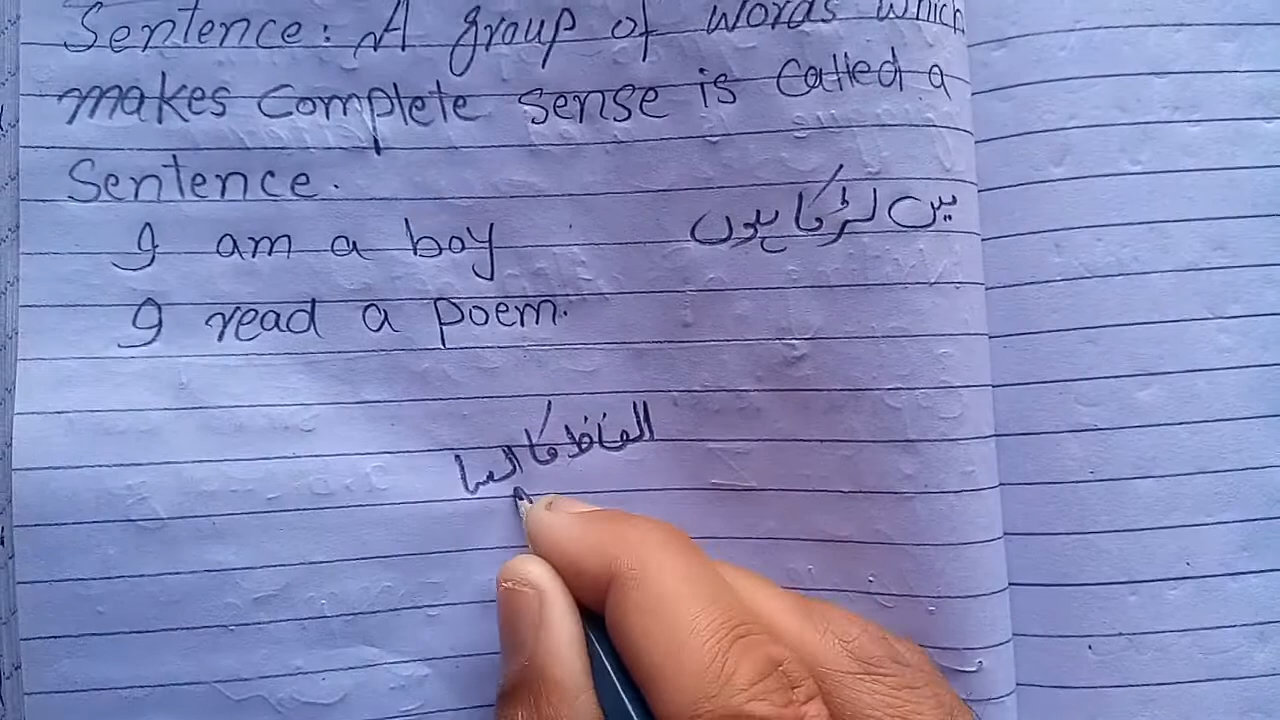 Sentence: A group of words which
makes complete sense is called a
Sentence.
I am a boy میں لڑکا ہوں
I read a poem.
الفاظ کا ایسا